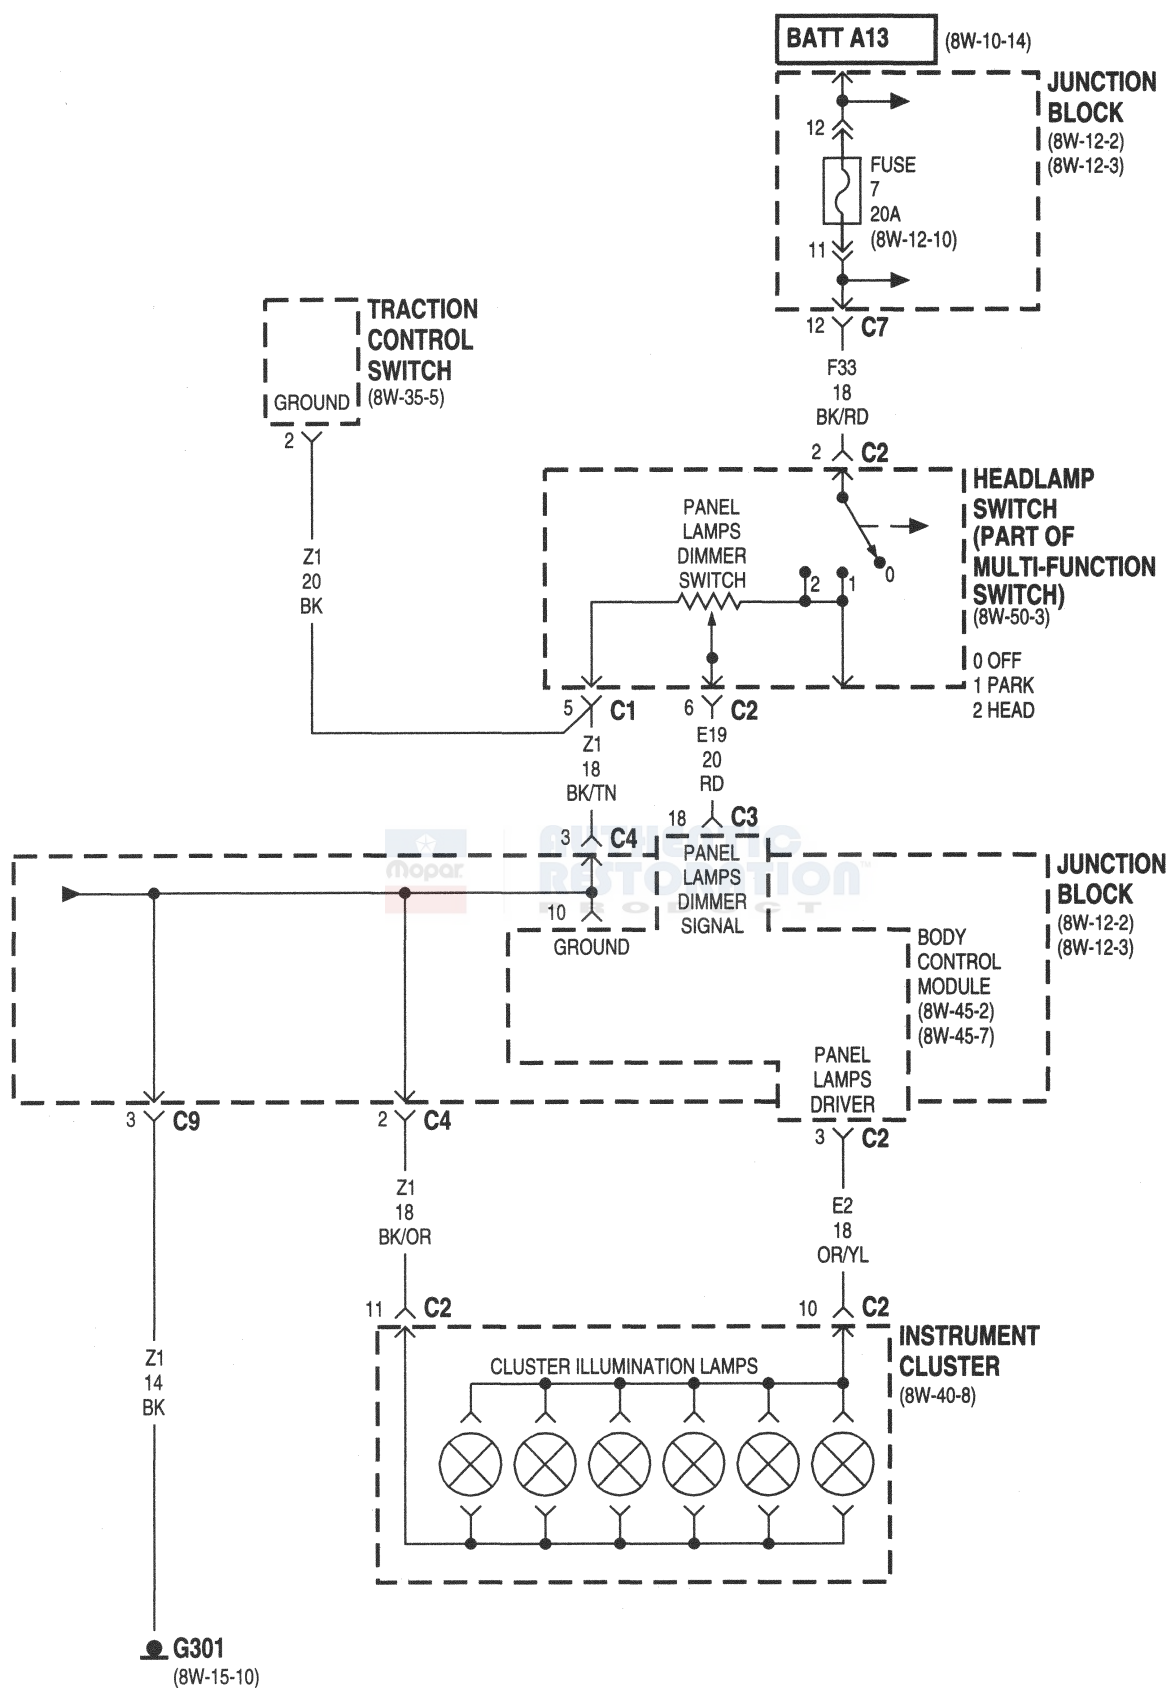 BATT A13 (8W-10-14)
JUNCTION
BLOCK
(8W-12-2)
(8W-12-3)
12
FUSE
7
20A
(8W-12-10)
11
12 C7
F33
18
BK/RD
2 C2
TRACTION
CONTROL
SWITCH
(8W-35-5)
GROUND
2
Z1
20
BK
HEADLAMP
SWITCH
(PART OF
MULTI-FUNCTION
SWITCH)
(8W-50-3)
0 OFF
1 PARK
2 HEAD
PANEL
LAMPS
DIMMER
SWITCH
2 1 0
5 C1
Z1
18
BK/TN
3 C4
6 C2
E19
20
RD
18 C3
Mopar
AUTHENTIC
RESTORATION™
PRODUCT
JUNCTION
BLOCK
(8W-12-2)
(8W-12-3)
10
GROUND
PANEL
LAMPS
DIMMER
SIGNAL
BODY
CONTROL
MODULE
(8W-45-2)
(8W-45-7)
PANEL
LAMPS
DRIVER
3 C9
2 C4
3 C2
Z1
18
BK/OR
E2
18
OR/YL
11 C2
10 C2
INSTRUMENT
CLUSTER
(8W-40-8)
CLUSTER ILLUMINATION LAMPS
Z1
14
BK
G301
(8W-15-10)